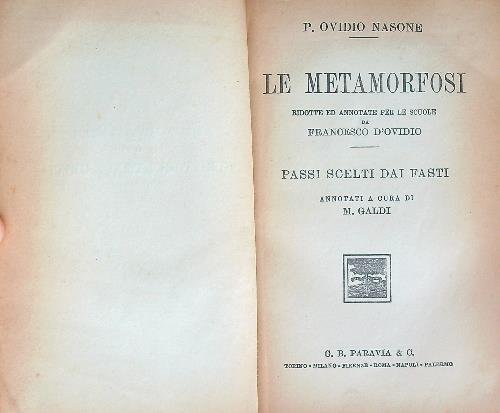 P. OVIDIO NASONE
LE METAMORFOSI
RIDOTTE ED ANNOTATE PER LE SCUOLE
DA
FRANCESCO D'OVIDIO
PASSI SCELTI DAI FASTI
ANNOTATI A CURA DI
M. GALDI
G. B. PARAVIA & C.
TORINO - MILANO - FIRENZE - ROMA - NAPOLI - PALERMO